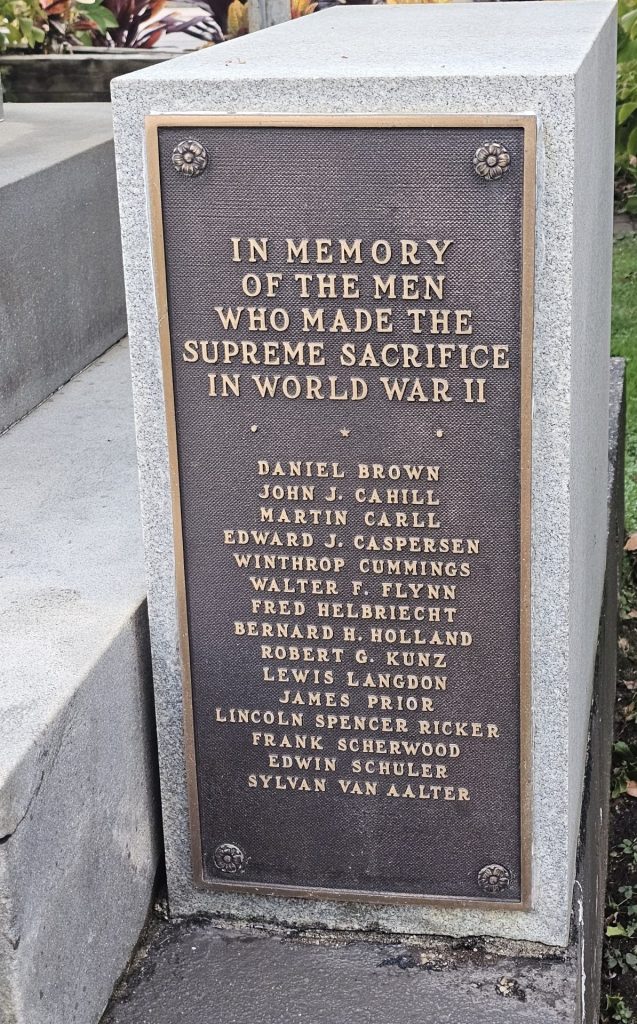 IN MEMORY
OF THE MEN
WHO MADE THE
SUPREME SACRIFICE
IN WORLD WAR II
DANIEL BROWN
JOHN J. CAHILL
MARTIN CARLL
EDWARD J. CASPERSEN
WINTHROP CUMMINGS
WALTER F. FLYNN
FRED HELBRIECHT
BERNARD H. HOLLAND
ROBERT G. KUNZ
LEWIS LANGDON
JAMES PRIOR
LINCOLN SPENCER RICKER
FRANK SCHERWOOD
EDWIN SCHULER
SYLVAN VAN AALTER